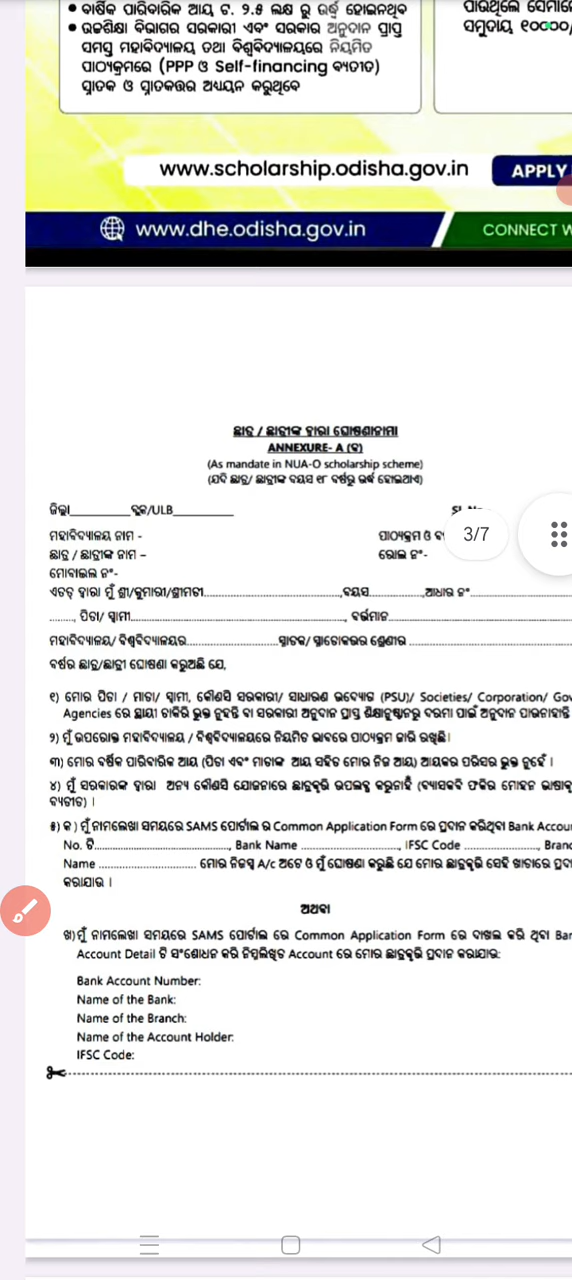 • ବାର୍ଷିକ ପାରିବାରିକ ଆୟ ଟ. ୨.୫ ଲକ୍ଷ ରୁ ଉର୍ଦ୍ଧ୍ଵ ହୋଇନଥିବ
• ଉଚ୍ଚଶିକ୍ଷା ବିଭାଗର ସରକାରୀ ଏବଂ ସରକାର ଅନୁଦାନ ପ୍ରାପ୍ତ
ସମସ୍ତ ମହାବିଦ୍ୟାଳୟ ତଥା ବିଶ୍ୱବିଦ୍ୟାଳୟରେ ନିୟମିତ
ପାଠ୍ୟକ୍ରମରେ (PPP ଓ Self-financing ବ୍ୟତୀତ)
ସ୍ନାତକ ଓ ସ୍ନାତକୋତ୍ତର ଅଧ୍ୟୟନ କରୁଥିବେ
ପାଉଥିଲେ
ସମୁଦାୟ ୧୦୦୦୦/
www.scholarship.odisha.gov.in
APPLY
www.dhe.odisha.gov.in
CONNECT W
ଛାତ୍ର / ଛାତ୍ରୀଙ୍କ ଦ୍ୱାରା ଘୋଷଣାନାମା
ANNEXURE- A (ବ)
(As mandate in NUA-O scholarship scheme)
(ଯଦି ଛାତ୍ର/ ଛାତ୍ରୀଙ୍କ ବୟସ ୧୮ ବର୍ଷରୁ ଉର୍ଦ୍ଧ୍ଵ ହୋଇଥାଏ)
ଜିଲ୍ଲା_________ବ୍ଲକ/ULB_________
ମହାବିଦ୍ୟାଳୟ ନାମ - ପାଠ୍ୟକ୍ରମ ଓ
3/7
ଛାତ୍ର / ଛାତ୍ରୀଙ୍କ ନାମ – ରୋଲ ନଂ-
ମୋବାଇଲ ନଂ-
ଏତଦ୍ ଦ୍ୱାରା ମୁଁ ଶ୍ରୀ/କୁମାରୀ/ଶ୍ରୀମତୀ..............................,ବୟସ..............,ଆଧାର ନଂ..........................
........., ପିତା/ ସ୍ୱାମୀ................................................, ବର୍ତ୍ତମାନ..........................................
ମହାବିଦ୍ୟାଳୟ/ ବିଶ୍ୱବିଦ୍ୟାଳୟର.........................ସ୍ନାତକ/ ସ୍ନାତୋକତ୍ତର ଶ୍ରେଣୀର ....................................
ବର୍ଷର ଛାତ୍ର/ଛାତ୍ରୀ ଘୋଷଣା କରୁଅଛି ଯେ,
୧) ମୋର ପିତା / ମାତା/ ସ୍ୱାମୀ, କୌଣସି ସରକାରୀ/ ସାଧାରଣ ଉଦ୍ୟୋଗ (PSU)/ Societies/ Corporation/ Gov
Agencies ରେ ସ୍ଥାୟୀ ଚାକିରି ଭୁକ୍ତ ନୁହନ୍ତି ବା ସରକାରୀ ଅନୁଦାନ ପ୍ରାପ୍ତ ଶିକ୍ଷାନୁଷ୍ଠାନରୁ ଦରମା ପାଇଁ ଅନୁଦାନ ପାଉନାହାନ୍ତି
୨) ମୁଁ ଉପରୋକ୍ତ ମହାବିଦ୍ୟାଳୟ / ବିଶ୍ୱବିଦ୍ୟାଳୟରେ ନିୟମିତ ଭାବରେ ପାଠ୍ୟକ୍ରମ ଜାରି ରଖୁଛି।
୩) ମୋର ବର୍ଷିକ ପାରିବାରିକ ଆୟ (ପିତା ଏବଂ ମାତାଙ୍କ ଆୟ ସହିତ ମୋର ନିଜ ଆୟ) ଆୟକର ପରିସର ଭୁକ୍ତ ନୁହେଁ ।
୪) ମୁଁ ସରକାରଙ୍କ ଦ୍ୱାରା ଅନ୍ୟ କୌଣସି ଯୋଜନାରେ ଛାତ୍ରବୃତ୍ତି ଉପଲବ୍ଧ କରୁନାହିଁ (ବ୍ୟାସକବି ଫକିର ମୋହନ ଭାଷାବୃ
ବ୍ୟତୀତ) ।
୫) କ ) ମୁଁ ନାମଲେଖା ସମୟରେ SAMS ପୋର୍ଟାଲ ର Common Application Form ରେ ପ୍ରଦାନ କରିଥିବା Bank Accou
No. ଟି................................, Bank Name ......................, IFSC Code ..................., Branc
Name ....................... ମୋର ନିଜସ୍ୱ A/c ଅଟେ ଓ ମୁଁ ଘୋଷଣା କରୁଛି ଯେ ମୋର ଛାତ୍ରବୃତ୍ତି ସେହି ଖାତାରେ ପ୍ରଦା
କରାଯାଉ ।
ଅଥବା
ଖ)ମୁଁ ନାମଲେଖା ସମୟରେ SAMS ପୋର୍ଟାଲ ରେ Common Application Form ରେ ଦାଖଲ କରି ଥିବା Ban
Account Detail ଟି ସଂଶୋଧନ କରି ନିମ୍ନଲିଖିତ Account ରେ ମୋର ଛାତ୍ରବୃତ୍ତି ପ୍ରଦାନ କରାଯାଉ:
Bank Account Number:
Name of the Bank:
Name of the Branch:
Name of the Account Holder:
IFSC Code: